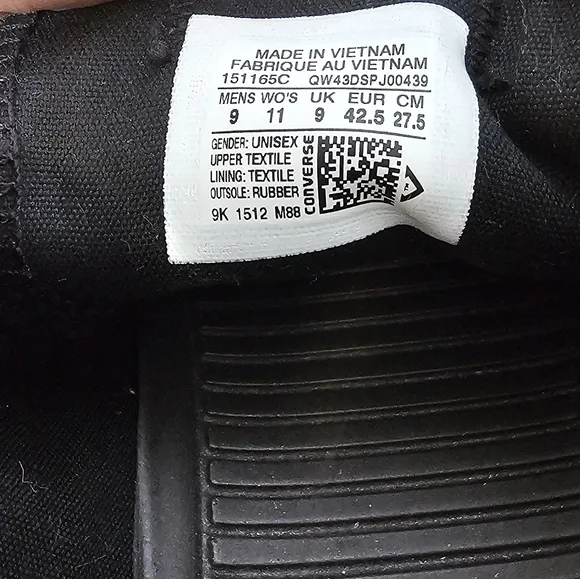 MADE IN VIETNAM
FABRIQUE AU VIETNAM
151165C QW43DSPJ00439
MENS WO'S UK EUR CM
9 11 9 42.5 27.5
GENDER: UNISEX
UPPER TEXTILE
LINING: TEXTILE
OUTSOLE: RUBBER
9K 1512 M88
CONVERSE